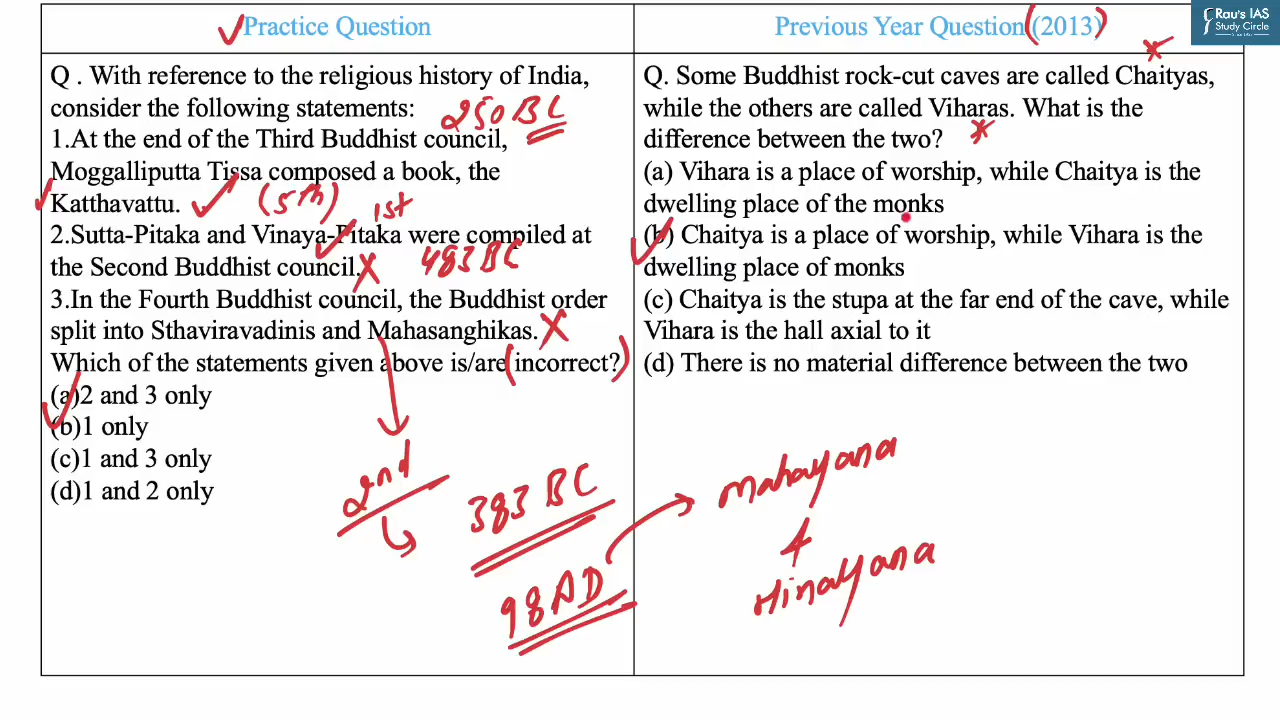 Practice Question
Q . With reference to the religious history of India,
consider the following statements:
250 BC
1.At the end of the Third Buddhist council,
Moggalliputta Tissa composed a book, the
Katthavattu.
(5th)
1st
2.Sutta-Pitaka and Vinaya-Pitaka were compiled at
the Second Buddhist council.
483 BC
3.In the Fourth Buddhist council, the Buddhist order
split into Sthaviravadinis and Mahasanghikas.
Which of the statements given above is/are (incorrect?)
(a)2 and 3 only
(b)1 only
(c)1 and 3 only
(d)1 and 2 only
2nd
383 BC
98 AD
Previous Year Question (2013)
Rau's IAS
Study Circle
Q. Some Buddhist rock-cut caves are called Chaityas,
while the others are called Viharas. What is the
difference between the two?
(a) Vihara is a place of worship, while Chaitya is the
dwelling place of the monks
(b) Chaitya is a place of worship, while Vihara is the
dwelling place of monks
(c) Chaitya is the stupa at the far end of the cave, while
Vihara is the hall axial to it
(d) There is no material difference between the two
Mahayana
&
Hinayana